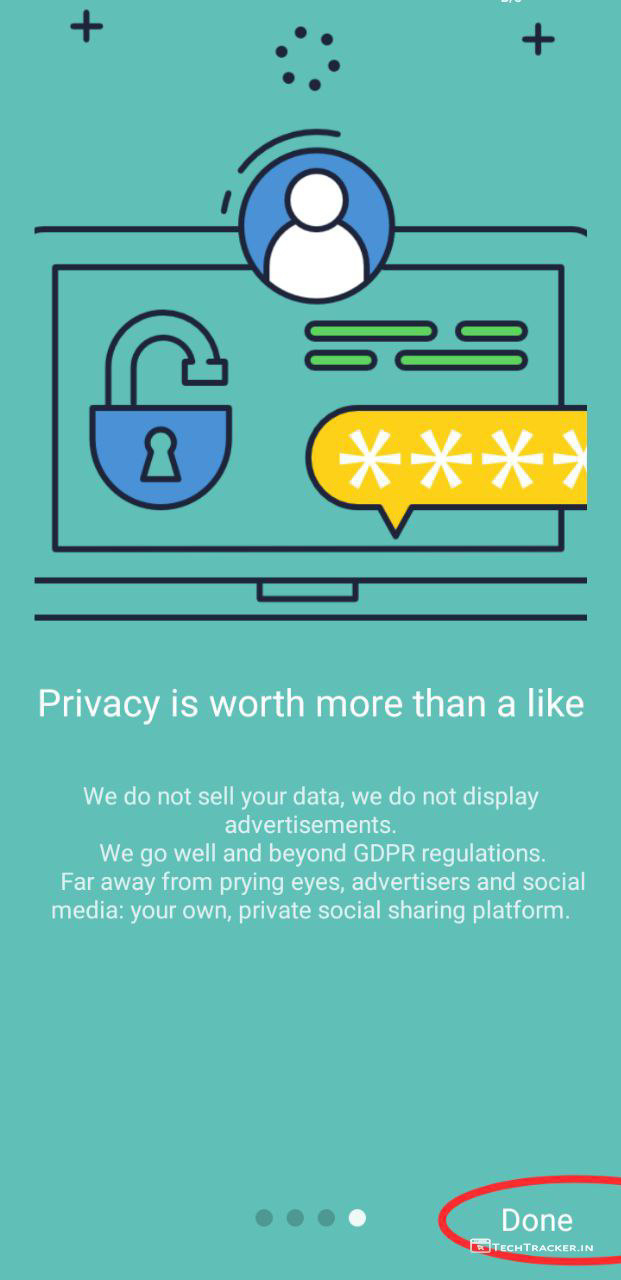 Privacy is worth more than a like
We do not sell your data, we do not display
advertisements.
We go well and beyond GDPR regulations.
Far away from prying eyes, advertisers and social
media: your own, private social sharing platform.
Done
TECHTRACKER.IN